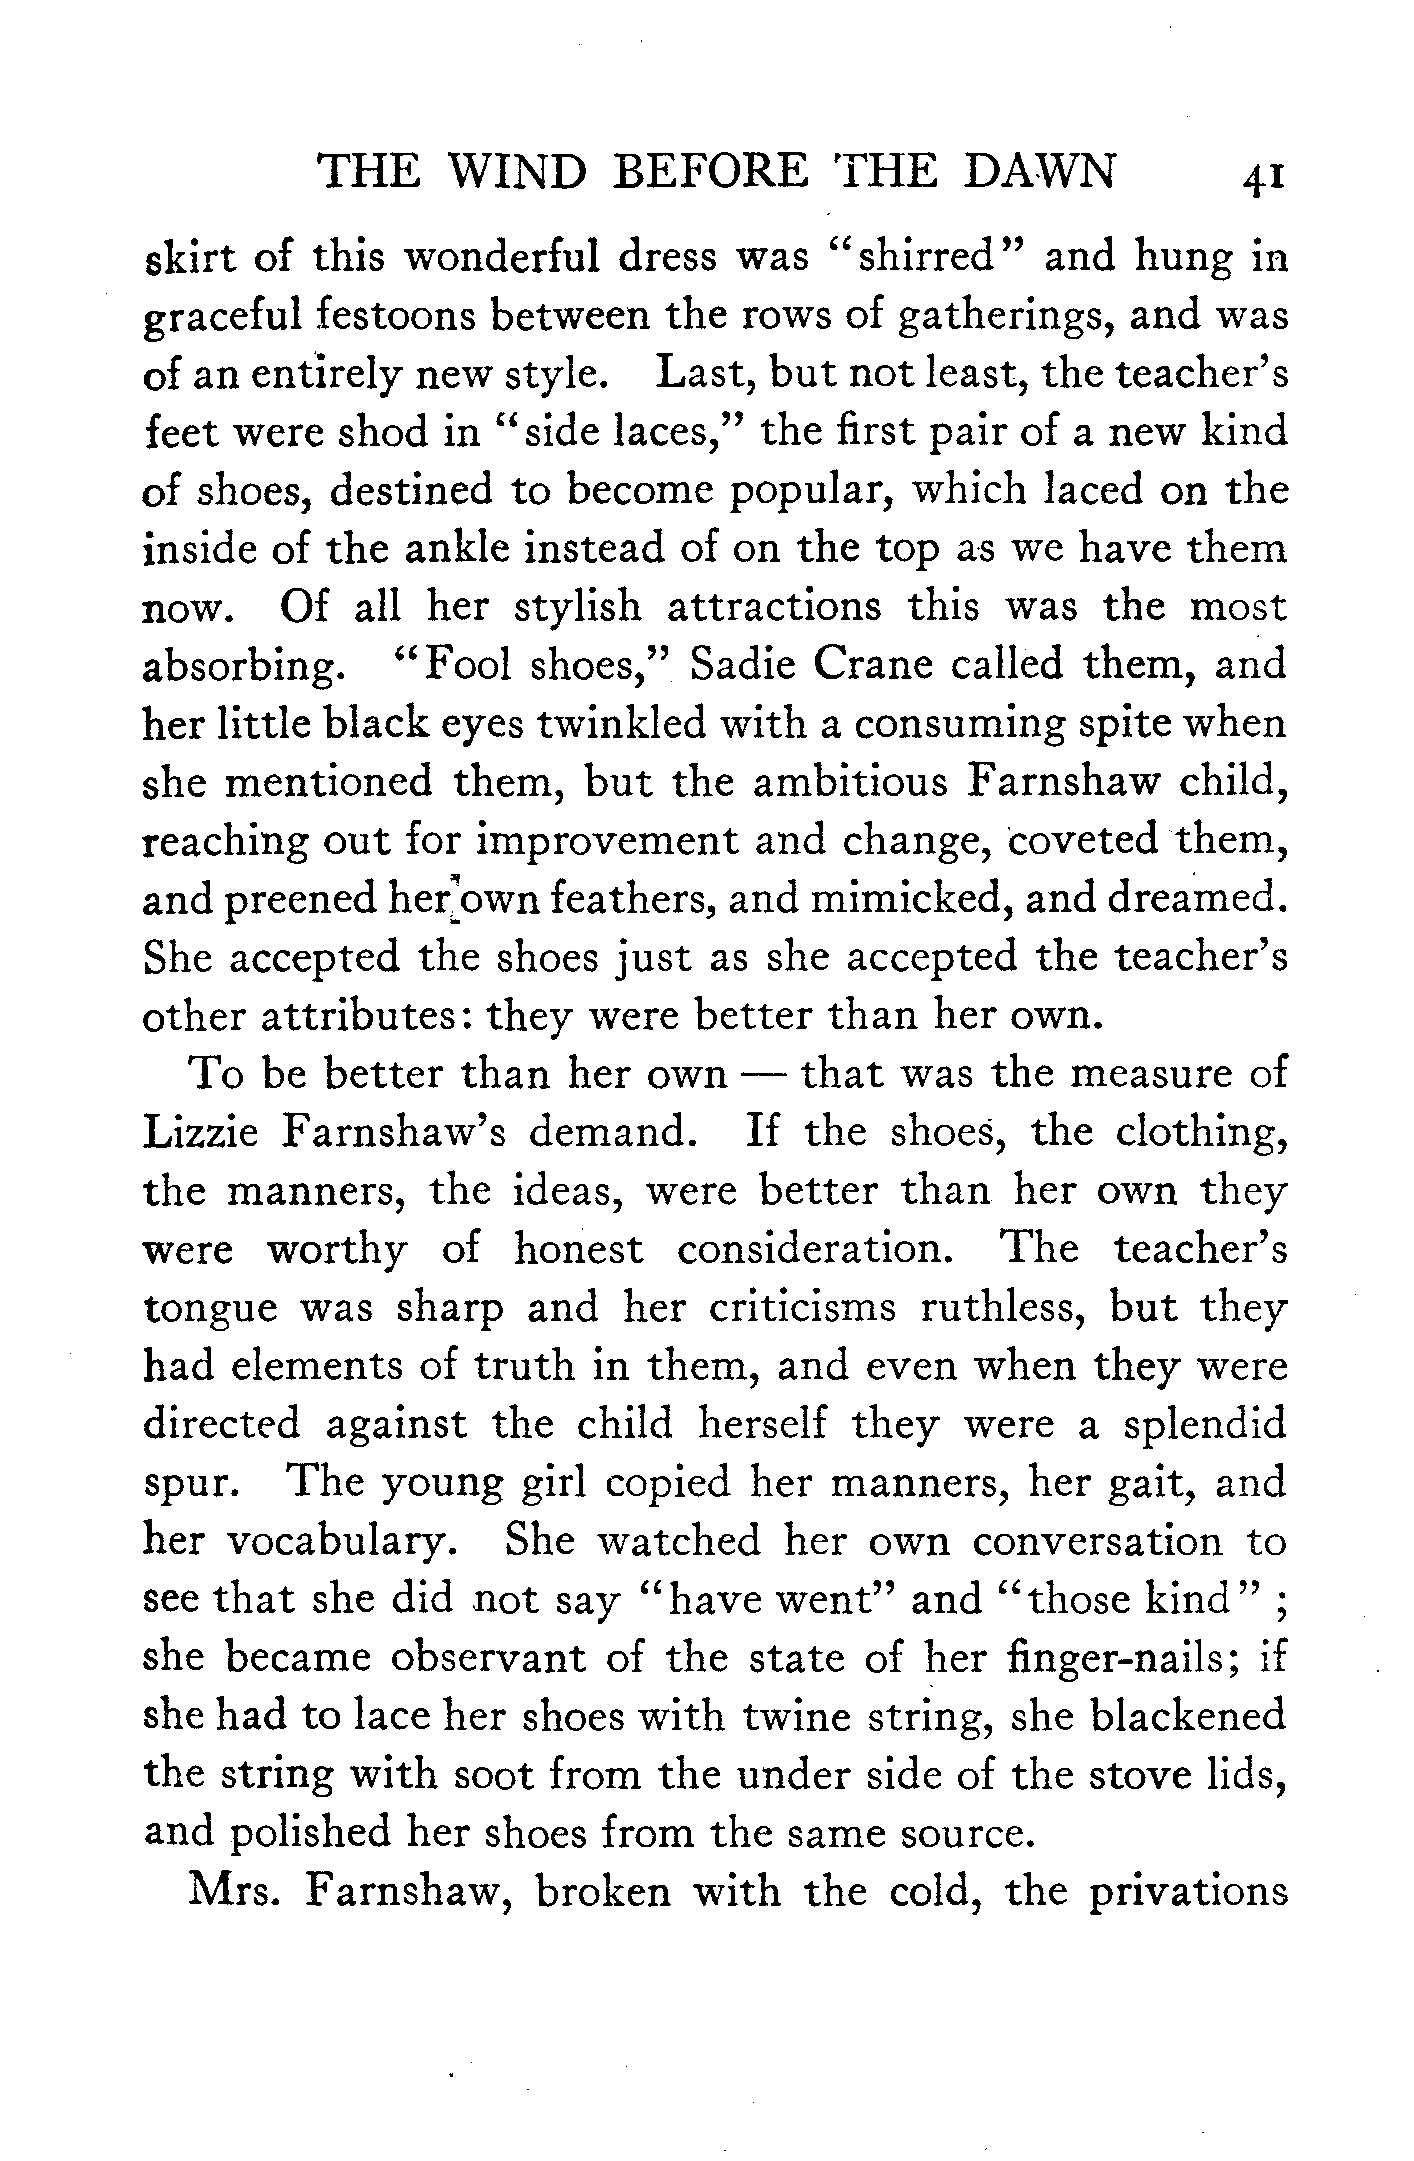 THE WIND BEFORE THE DAWN 41
skirt of this wonderful dress was "shirred" and hung in
graceful festoons between the rows of gatherings, and was
of an entirely new style. Last, but not least, the teacher's
feet were shod in "side laces," the first pair of a new kind
of shoes, destined to become popular, which laced on the
inside of the ankle instead of on the top as we have them
now. Of all her stylish attractions this was the most
absorbing. "Fool shoes," Sadie Crane called them, and
her little black eyes twinkled with a consuming spite when
she mentioned them, but the ambitious Farnshaw child,
reaching out for improvement and change, coveted them,
and preened her own feathers, and mimicked, and dreamed.
She accepted the shoes just as she accepted the teacher's
other attributes: they were better than her own.
To be better than her own — that was the measure of
Lizzie Farnshaw's demand. If the shoes, the clothing,
the manners, the ideas, were better than her own they
were worthy of honest consideration. The teacher's
tongue was sharp and her criticisms ruthless, but they
had elements of truth in them, and even when they were
directed against the child herself they were a splendid
spur. The young girl copied her manners, her gait, and
her vocabulary. She watched her own conversation to
see that she did not say "have went" and "those kind" ;
she became observant of the state of her finger-nails; if
she had to lace her shoes with twine string, she blackened
the string with soot from the under side of the stove lids,
and polished her shoes from the same source.
Mrs. Farnshaw, broken with the cold, the privations